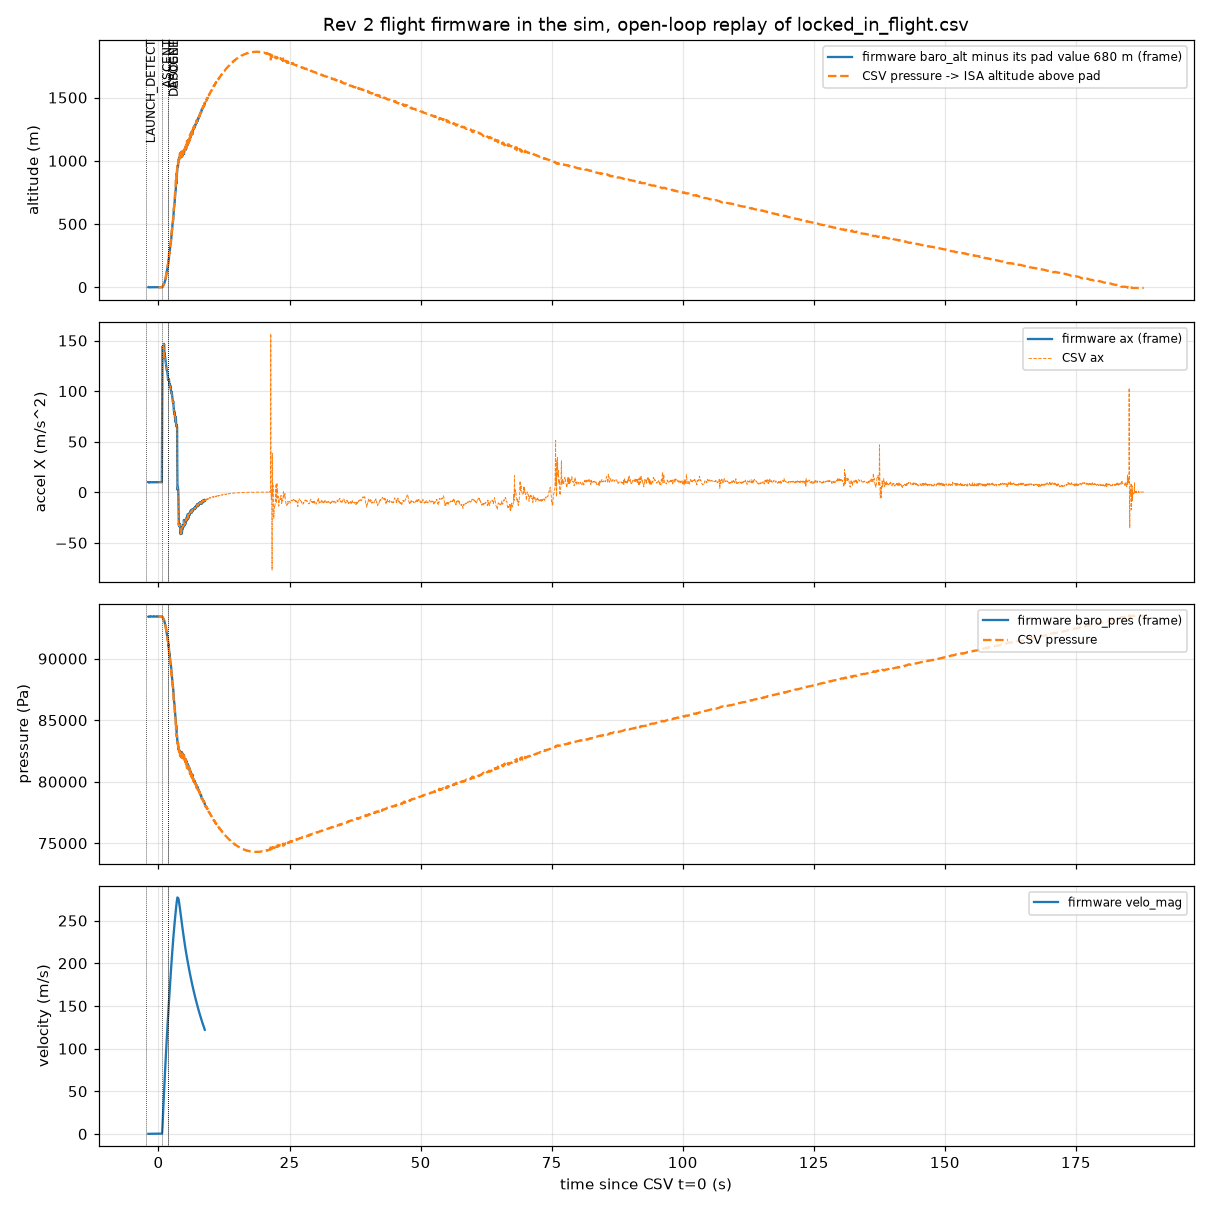 Rev 2 flight firmware in the sim, open-loop replay of locked_in_flight.csv
altitude (m)
1500
1000
500
0
LAUNCH_DETECT
ASCENT
firmware baro_alt minus its pad value 680 m (frame)
CSV pressure -> ISA altitude above pad
accel X (m/s^2)
150
100
50
0
−50
firmware ax (frame)
CSV ax
pressure (Pa)
90000
85000
80000
75000
firmware baro_pres (frame)
CSV pressure
velocity (m/s)
250
200
150
100
50
0
firmware velo_mag
0 25 50 75 100 125 150 175
time since CSV t=0 (s)